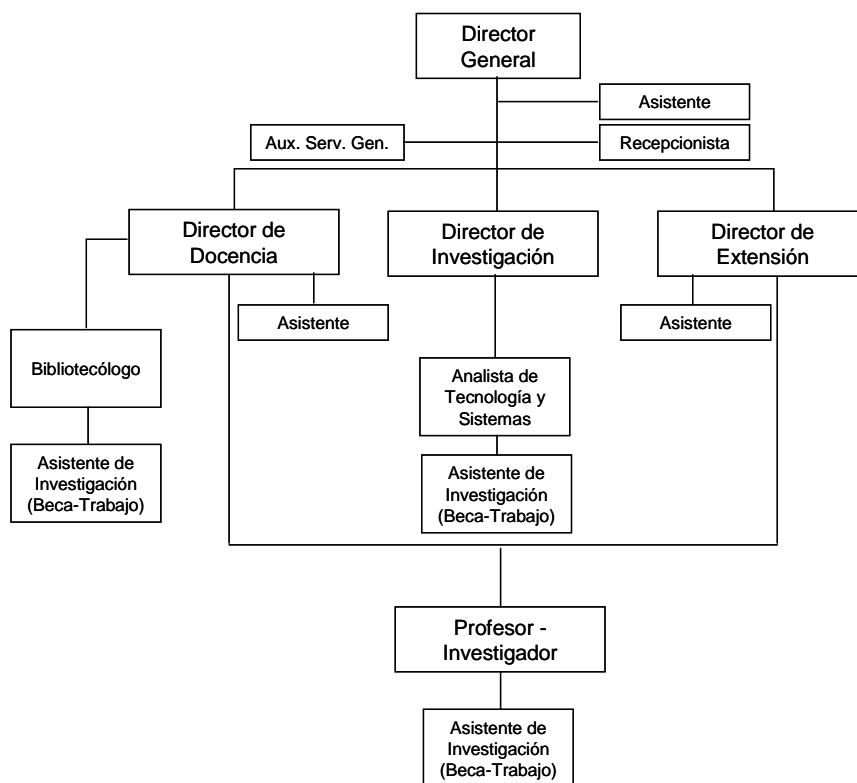 Director
General
Asistente
Aux. Serv. Gen.
Recepcionista
Director de
Docencia
Director de
Investigación
Director de
Extensión
Asistente
Asistente
Bibliotecólogo
Analista de
Tecnología y
Sistemas
Asistente de
Investigación
(Beca-Trabajo)
Asistente de
Investigación
(Beca-Trabajo)
Profesor -
Investigador
Asistente de
Investigación
(Beca-Trabajo)